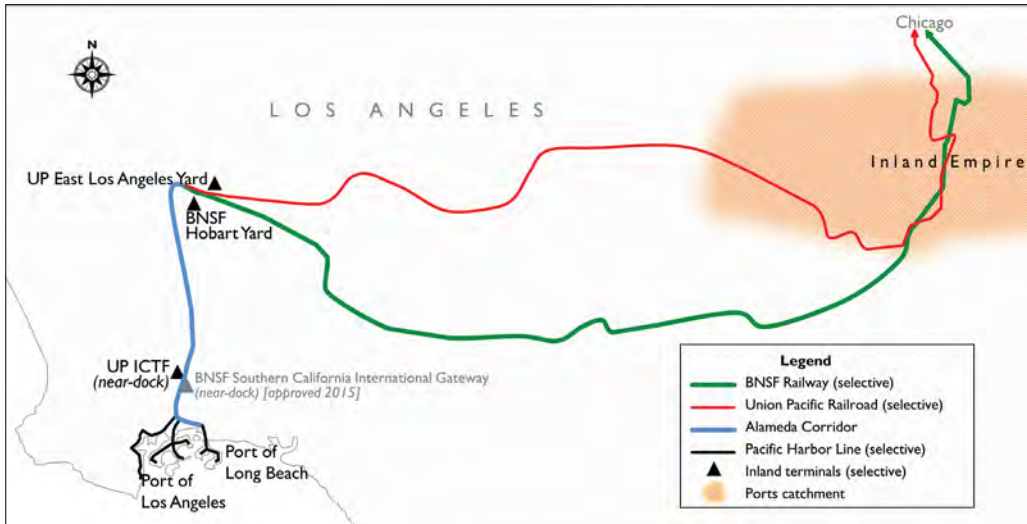 Chicago
N
LOS ANGELES
Inland Empire
UP East Los Angeles Yard
BNSF
Hobart Yard
UP ICTF
(near-dock)
BNSF Southern California International Gateway
(near-dock) [approved 2015]
Port of
Long Beach
Port of
Los Angeles
Legend
BNSF Railway (selective)
Union Pacific Railroad (selective)
Alameda Corridor
Pacific Harbor Line (selective)
Inland terminals (selective)
Ports catchment